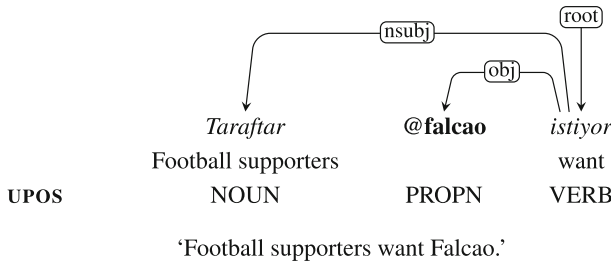 root
nsubj
obj
Taraftar @falcao istiyor
Football supporters want
UPOS NOUN PROPN VERB
‘Football supporters want Falcao.’